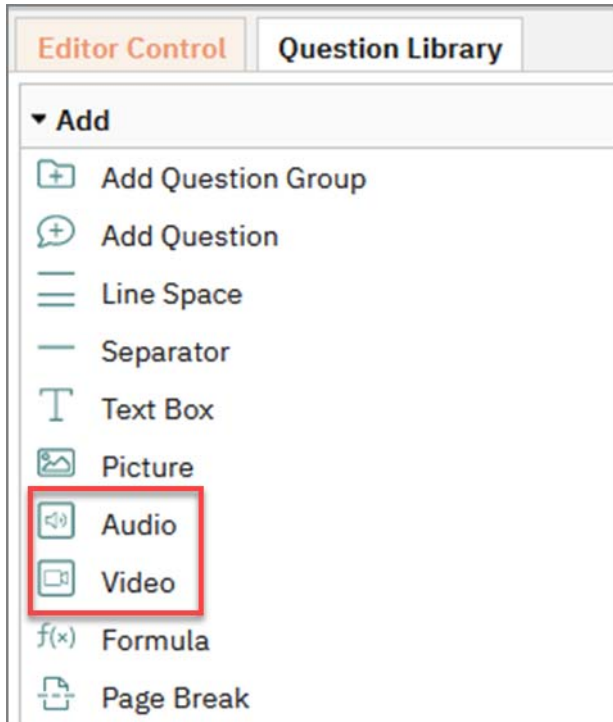 Editor Control Question Library
Add
Add Question Group
Add Question
Line Space
Separator
Text Box
Picture
Audio
Video
f(x) Formula
Page Break